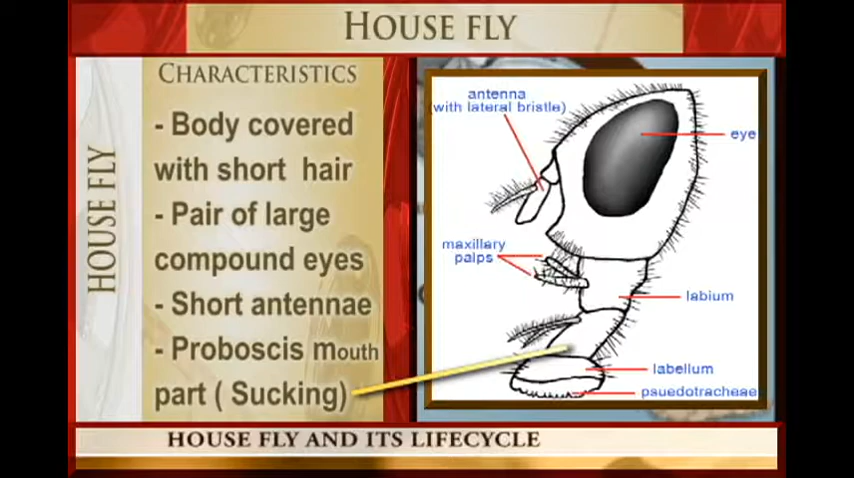 HOUSE FLY
HOUSE FLY
CHARACTERISTICS
- Body covered
with short hair
- Pair of large
compound eyes
- Short antennae
- Proboscis mouth
part ( Sucking)
antenna
(with lateral bristle)
eye
maxillary
palps
labium
labellum
psuedotracheae
HOUSE FLY AND ITS LIFECYCLE